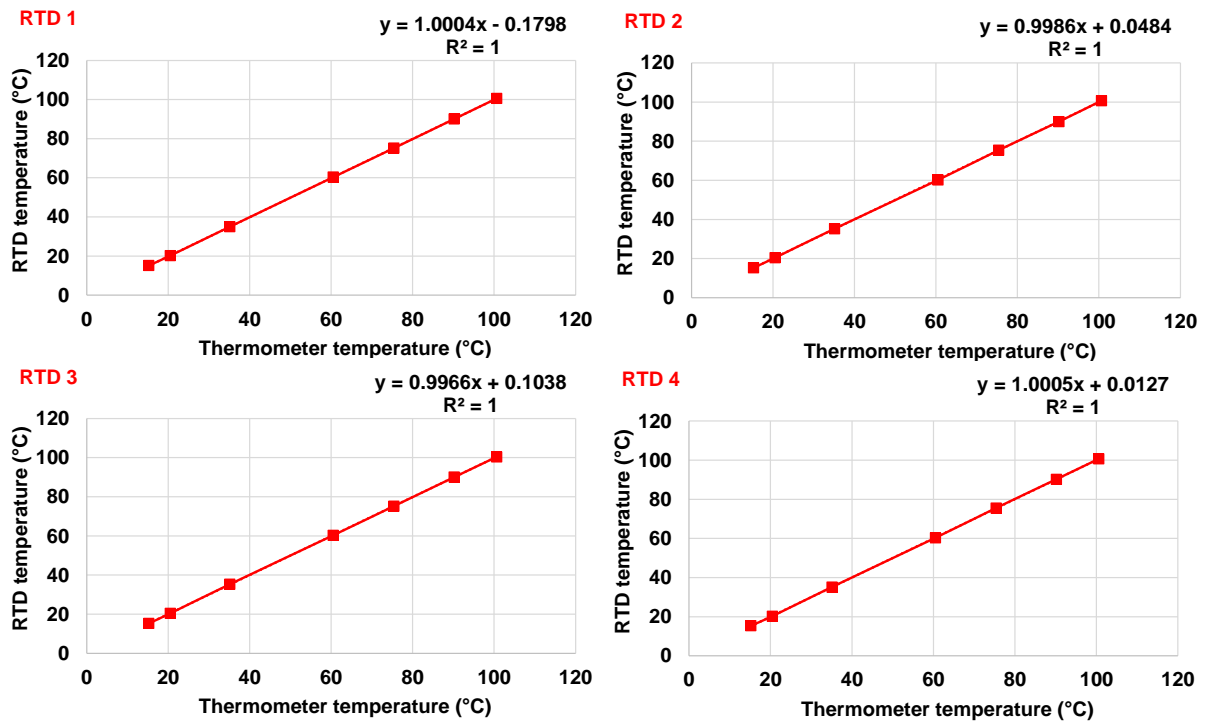 RTD 1
y = 1.0004x - 0.1798
R² = 1
RTD temperature (°C)
120
100
80
60
40
20
0
0 20 40 60 80 100 120
Thermometer temperature (°C)
RTD 2
y = 0.9986x + 0.0484
R² = 1
RTD temperature (°C)
120
100
80
60
40
20
0
0 20 40 60 80 100 120
Thermometer temperature (°C)
RTD 3
y = 0.9966x + 0.1038
R² = 1
RTD temperature (°C)
120
100
80
60
40
20
0
0 20 40 60 80 100 120
Thermometer temperature (°C)
RTD 4
y = 1.0005x + 0.0127
R² = 1
RTD temperature (°C)
120
100
80
60
40
20
0
0 20 40 60 80 100 120
Thermometer temperature (°C)